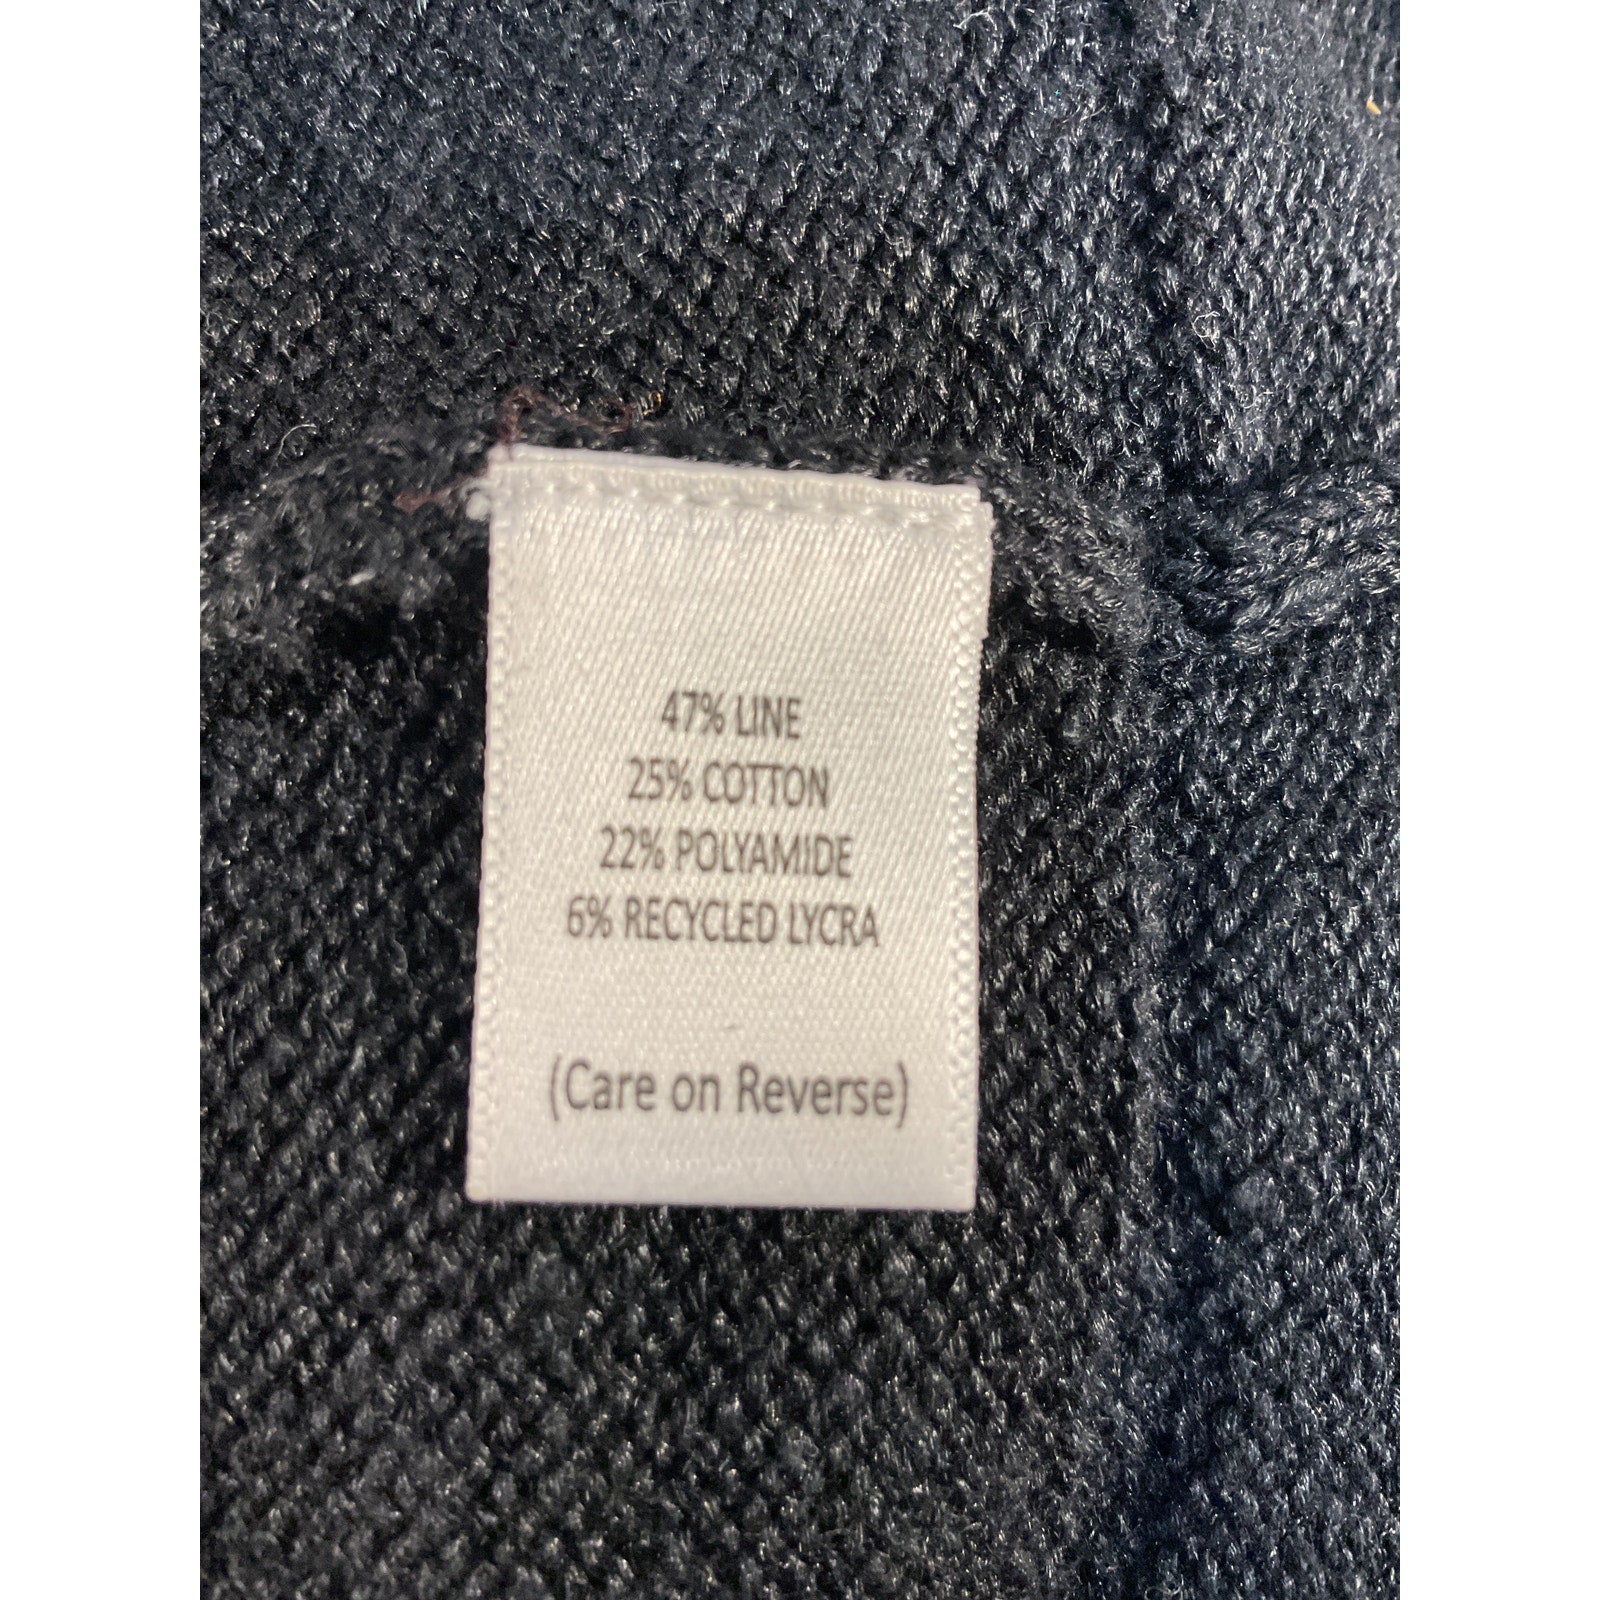 47% LINE
25% COTTON
22% POLYAMIDE
6% RECYCLED LYCRA
(Care on Reverse)